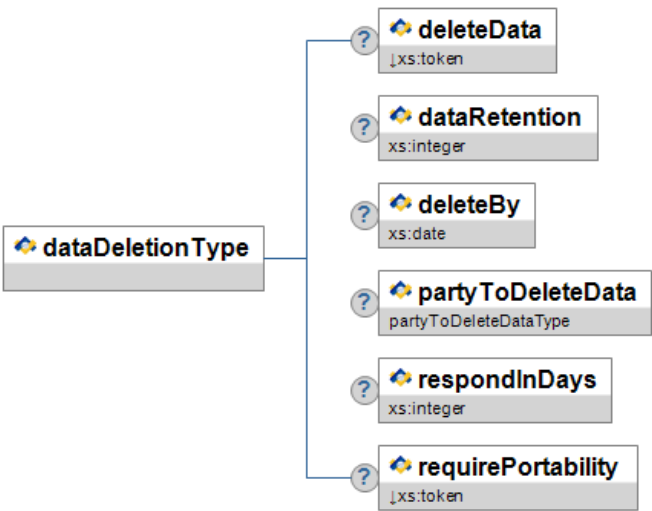 ? deleteData
↓xs:token
? dataRetention
xs:integer
? deleteBy
xs:date
dataDeletionType
? partyToDeleteData
partyToDeleteDataType
? respondInDays
xs:integer
? requirePortability
↓xs:token